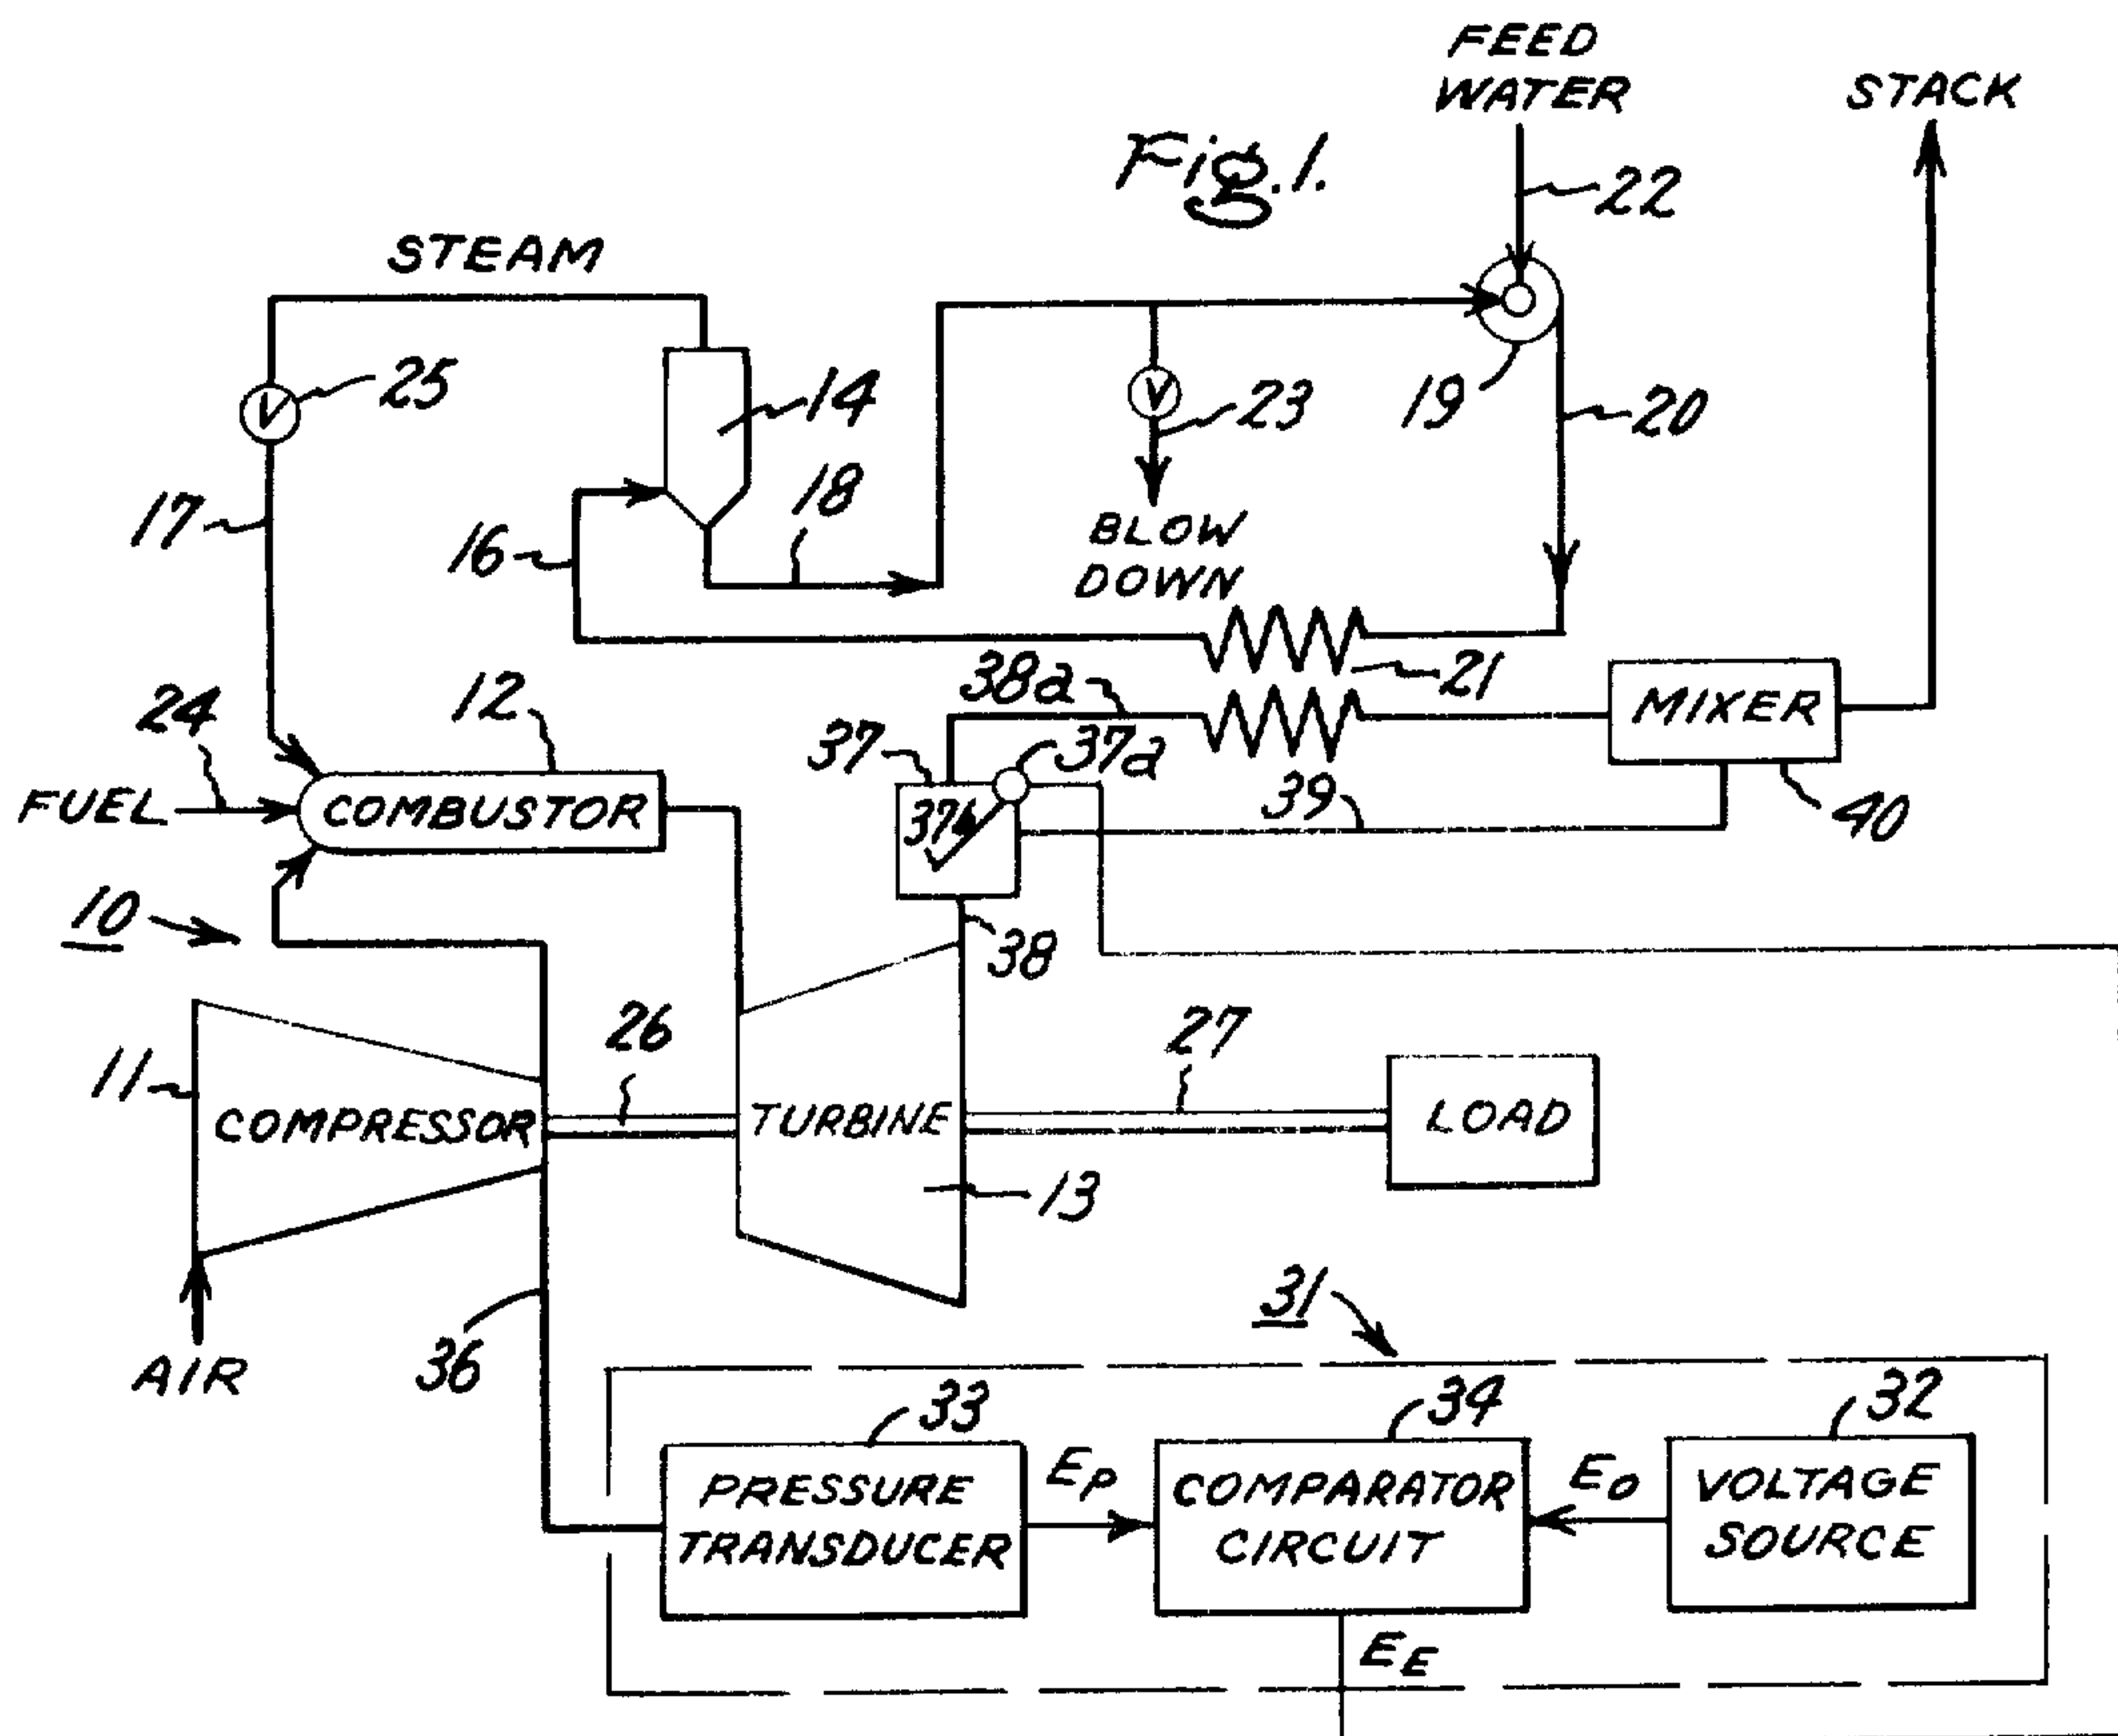 FEED
WATER
STACK
Fig.1.
22
STEAM
25
V
14
V
23
19
20
17
16
18
BLOW
DOWN
21
38a
MIXER
24
12
37
37a
FUEL
COMBUSTOR
37b
39
40
10
38
26
27
11
COMPRESSOR
TURBINE
LOAD
13
31
AIR
36
33
34
32
PRESSURE
TRANSDUCER
EP
COMPARATOR
CIRCUIT
EO
VOLTAGE
SOURCE
EE